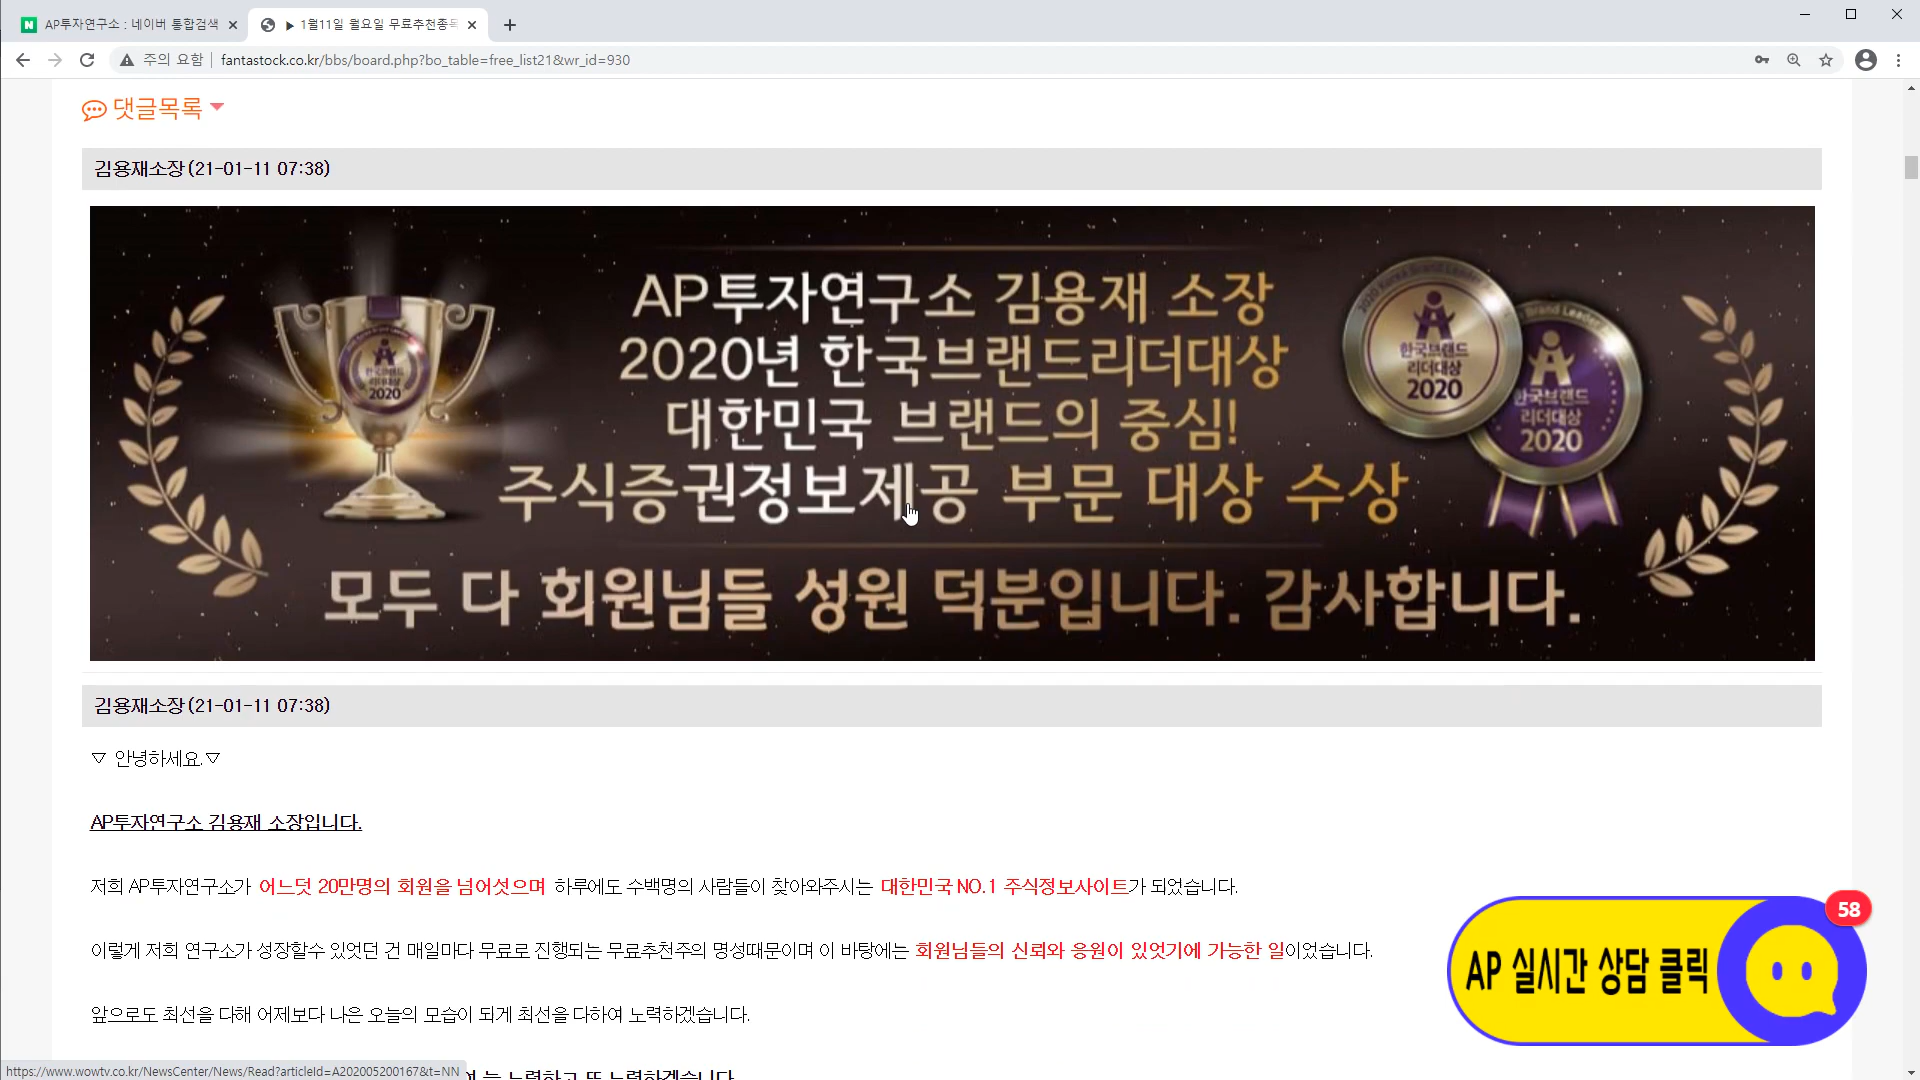 AP투자연구소 : 네이버 통합검색
▶ 1월11일 월요일 무료추천종목
주의 요함
fantastock.co.kr/bbs/board.php?bo_table=free_list21&wr_id=930
댓글목록
김용재소장 (21-01-11 07:38)
AP투자연구소 김용재 소장
2020년 한국브랜드리더대상
대한민국 브랜드의 중심!
주식증권정보제공 부문 대상 수상
모두 다 회원님들 성원 덕분입니다. 감사합니다.
한국브랜드
리더대상
2020
한국브랜드
리더대상
2020
한국브랜드
리더대상
2020
김용재소장 (21-01-11 07:38)
▽ 안녕하세요.▽
AP투자연구소 김용재 소장입니다.
저희 AP투자연구소가 어느덧 20만명의 회원을 넘어섯으며 하루에도 수백명의 사람들이 찾아와주시는 대한민국 NO.1 주식정보사이트가 되었습니다.
이렇게 저희 연구소가 성장할수 있었던 건 매일마다 무료로 진행되는 무료추천주의 명성때문이며 이 바탕에는 회원님들의 신뢰와 응원이 있엇기에 가능한 일이었습니다.
앞으로도 최선을 다해 어제보다 나은 오늘의 모습이 되게 최선을 다하여 노력하겠습니다.
58
AP 실시간 상담 클릭
https://www.wowtv.co.kr/NewsCenter/News/Read?articleId=A202005200167&t=NN